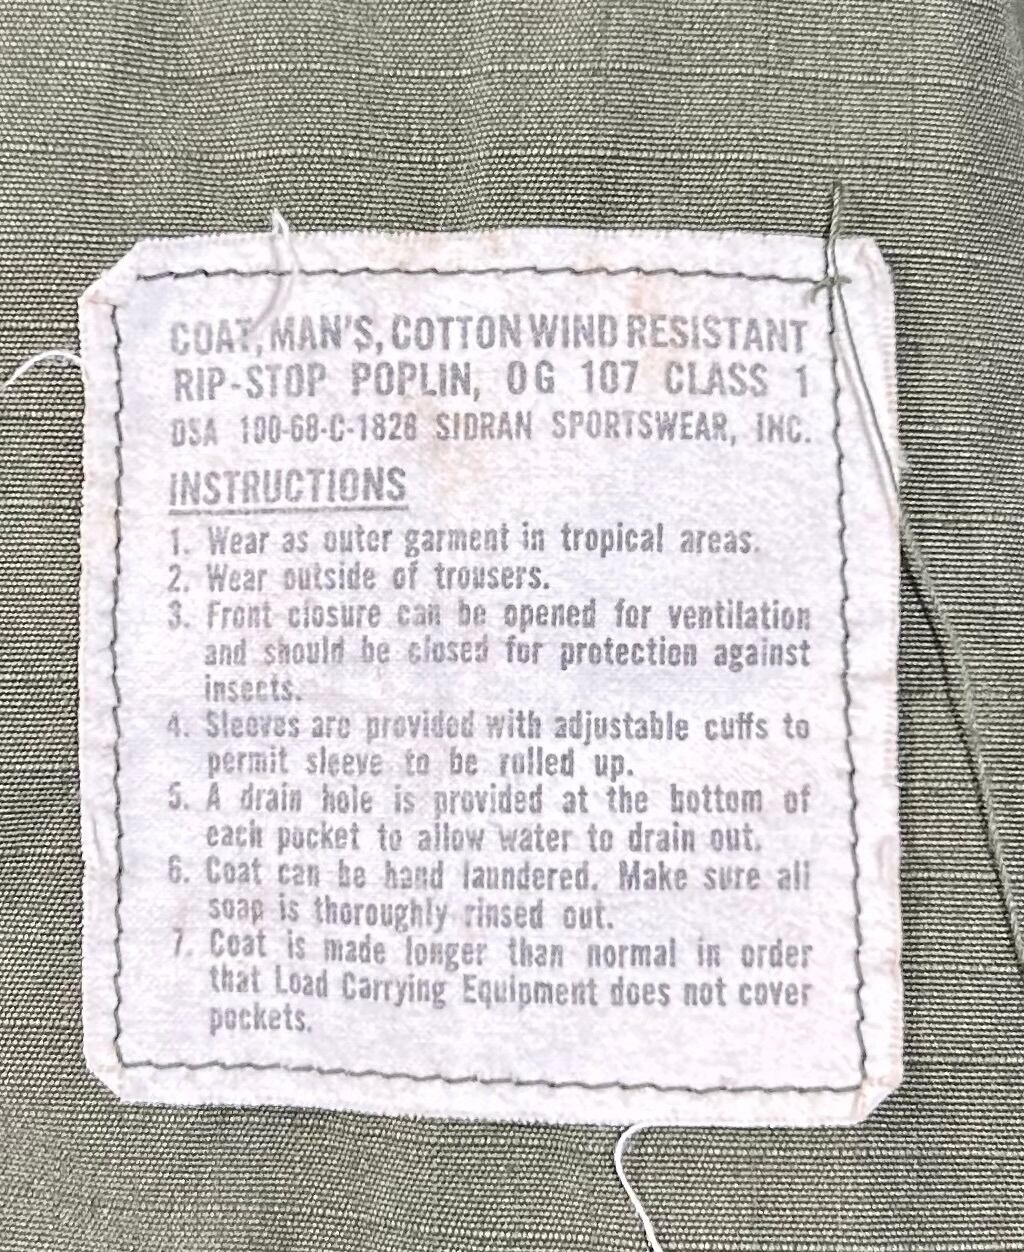 COAT, MAN'S, COTTON WIND RESISTANT
RIP-STOP POPLIN, OG 107 CLASS 1
DSA 100-68-C-1828 SIDRAN SPORTSWEAR, INC.
INSTRUCTIONS
1. Wear as outer garment in tropical areas.
2. Wear outside of trousers.
3. Front closure can be opened for ventilation
and should be closed for protection against
insects.
4. Sleeves are provided with adjustable cuffs to
permit sleeve to be rolled up.
5. A drain hole is provided at the bottom of
each pocket to allow water to drain out.
6. Coat can be hand laundered. Make sure all
soap is thoroughly rinsed out.
7. Coat is made longer than normal in order
that Load Carrying Equipment does not cover
pockets.